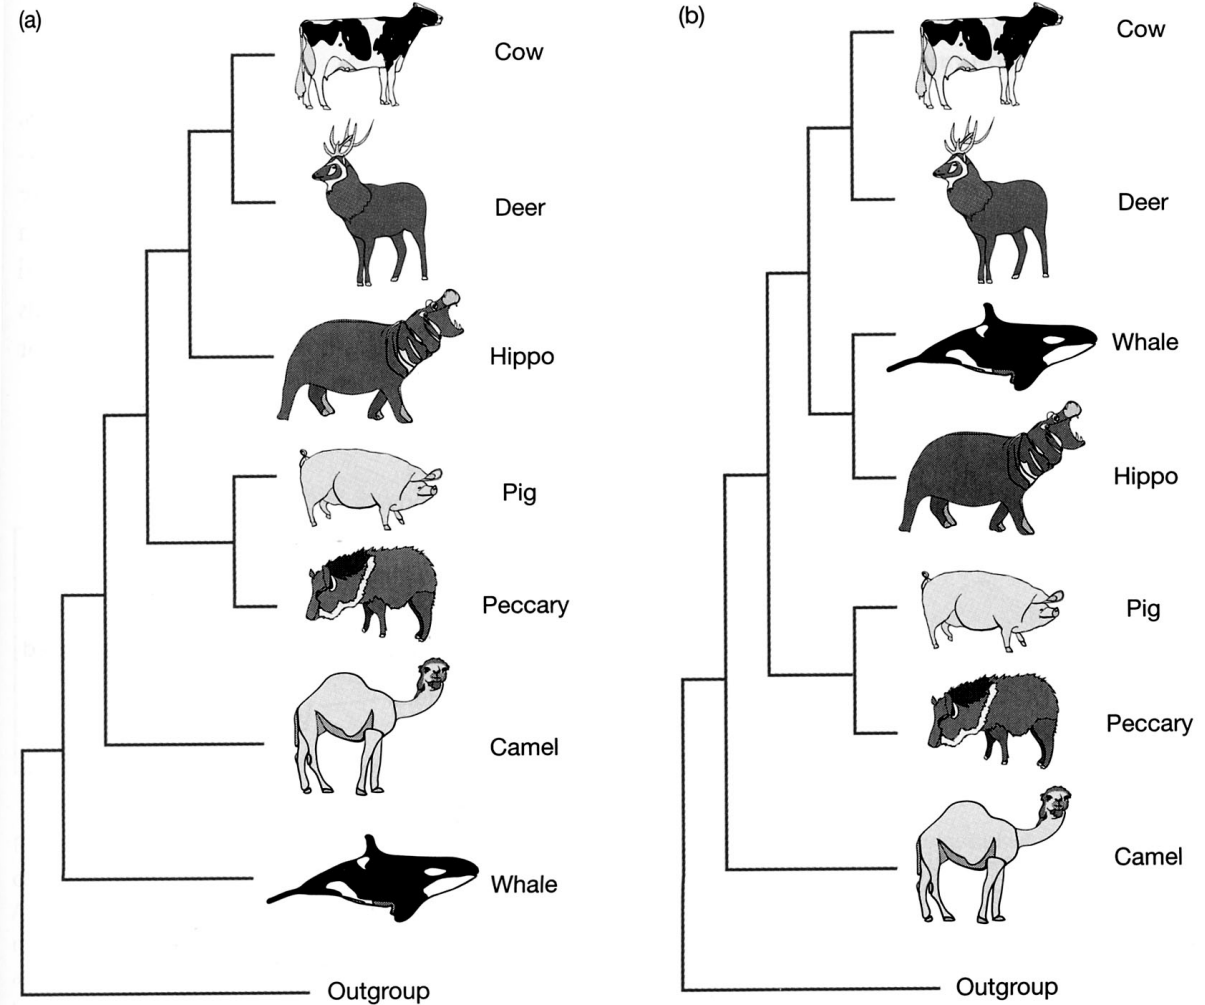 (a)
Cow
Deer
Hippo
Pig
Peccary
Camel
Whale
Outgroup
(b)
Cow
Deer
Whale
Hippo
Pig
Peccary
Camel
Outgroup